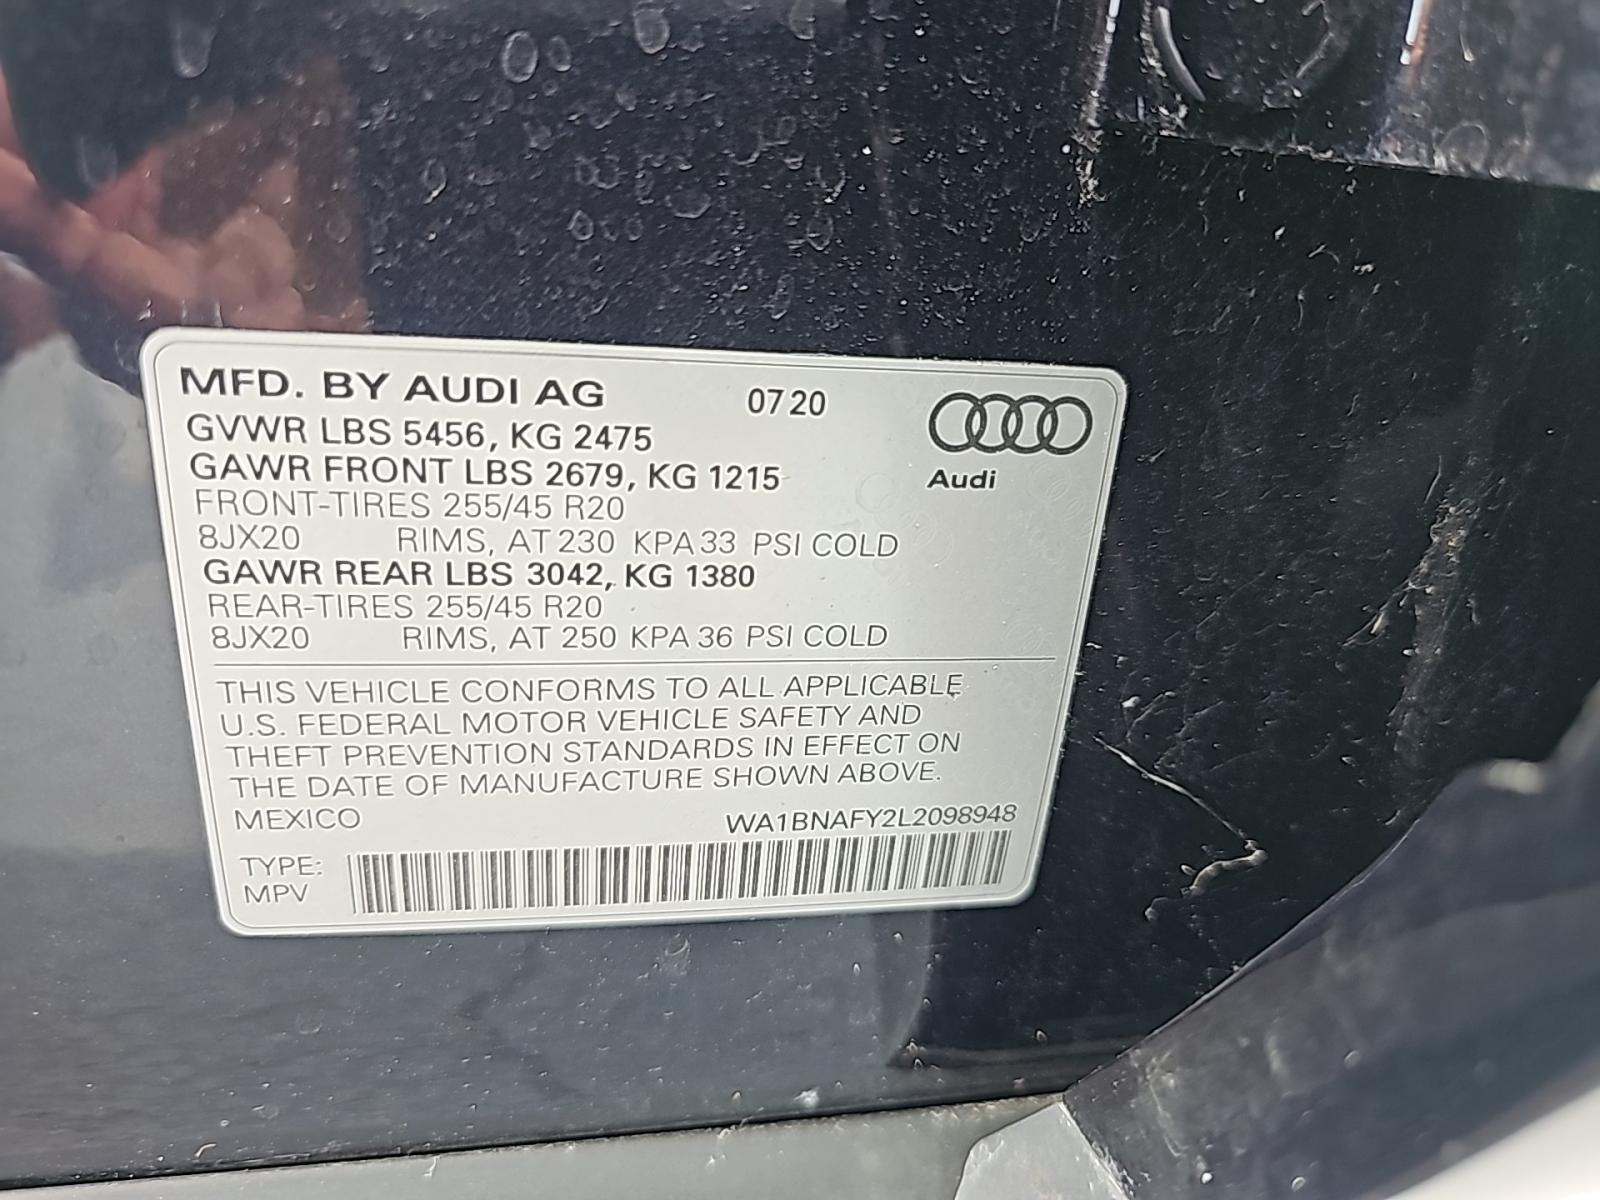 MFD. BY AUDI AG 07 20
GVWR LBS 5456, KG 2475
GAWR FRONT LBS 2679, KG 1215
Audi
FRONT-TIRES 255/45 R20
8JX20 RIMS, AT 230 KPA 33 PSI COLD
GAWR REAR LBS 3042, KG 1380
REAR-TIRES 255/45 R20
8JX20 RIMS, AT 250 KPA 36 PSI COLD
THIS VEHICLE CONFORMS TO ALL APPLICABLE
U.S. FEDERAL MOTOR VEHICLE SAFETY AND
THEFT PREVENTION STANDARDS IN EFFECT ON
THE DATE OF MANUFACTURE SHOWN ABOVE.
MEXICO WA1BNAFY2L2098948
TYPE:
MPV